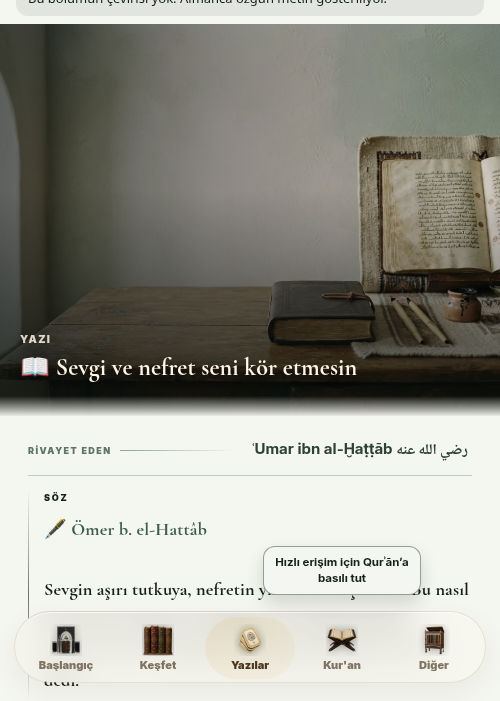 Bu bölümün çevirisi yok. Almanca özgün metin gösteriliyor.
YAZI
📖 Sevgi ve nefret seni kör etmesin
RİVAYET EDEN
ʿUmar ibn al-Ḫaṭṭāb رضي الله عنه
SÖZ
🖋️ Ömer b. el-Hattâb
Hızlı erişim için Qurʾān’a
basılı tut
Sevgin aşırı tutkuya, nefretin
bu nasıl
Başlangıç
Keşfet
Yazılar
Kur'an
Diğer
dedi.